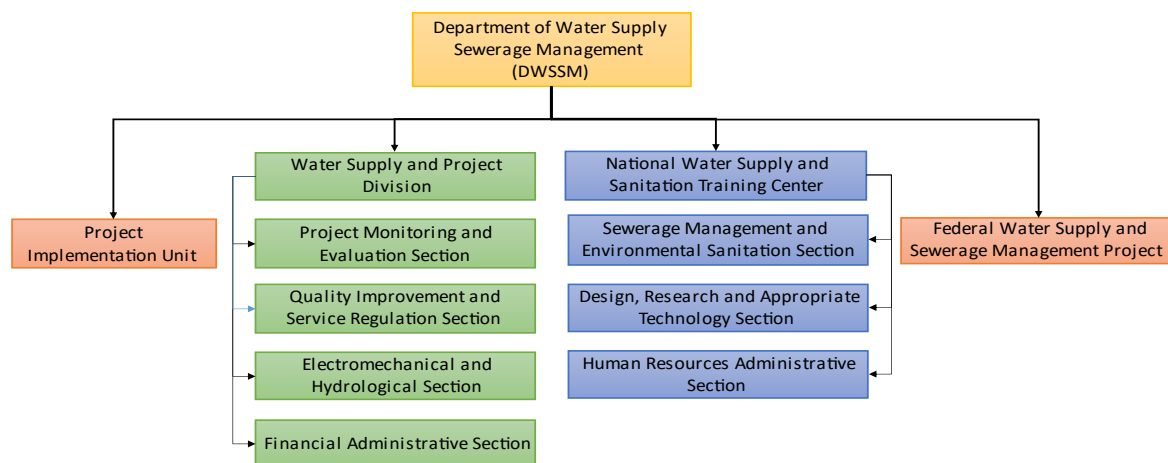 Department of Water Supply
Sewerage Management
(DWSSM)
Water Supply and Project
Division
National Water Supply and
Sanitation Training Center
Project
Implementation Unit
Project Monitoring and
Evaluation Section
Sewerage Management and
Environmental Sanitation Section
Federal Water Supply and
Sewerage Management Project
Quality Improvement and
Service Regulation Section
Design, Research and Appropriate
Technology Section
Electromechanical and
Hydrological Section
Human Resources Administrative
Section
Financial Administrative Section